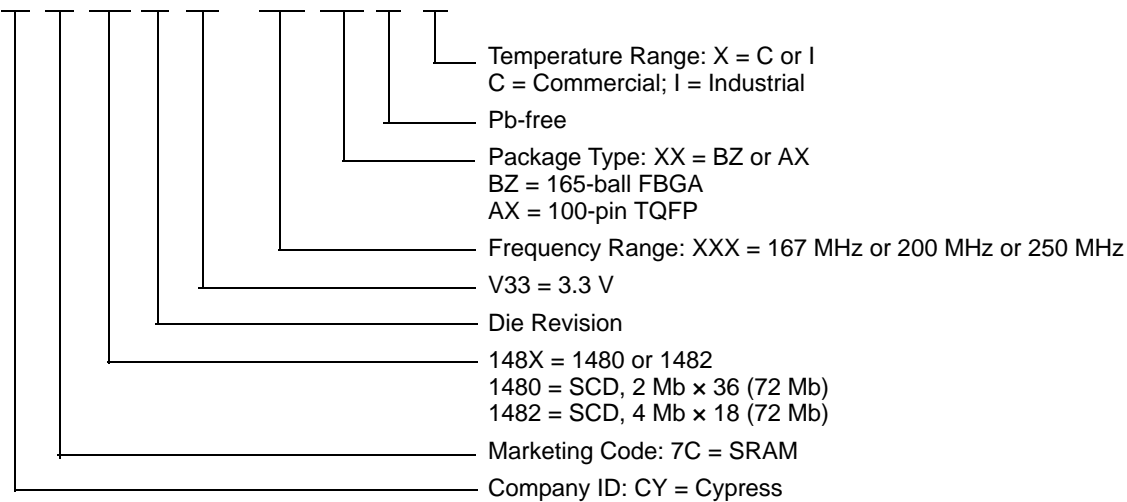 Temperature Range: X = C or I
C = Commercial; I = Industrial
Pb-free
Package Type: XX = BZ or AX
BZ = 165-ball FBGA
AX = 100-pin TQFP
Frequency Range: XXX = 167 MHz or 200 MHz or 250 MHz
V33 = 3.3 V
Die Revision
148X = 1480 or 1482
1480 = SCD, 2 Mb × 36 (72 Mb)
1482 = SCD, 4 Mb × 18 (72 Mb)
Marketing Code: 7C = SRAM
Company ID: CY = Cypress